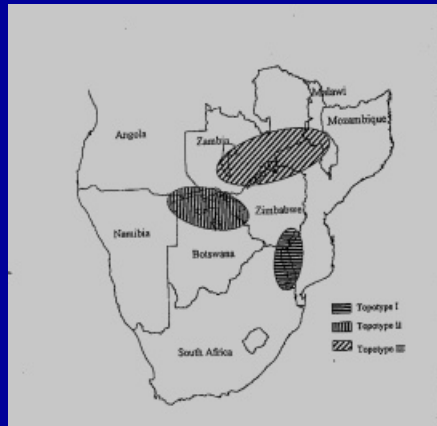 Malawi
Mozambique
Angola
Zambia
Zimbabwe
Namibia
Botswana
South Africa
Topotype I
Topotype II
Topotype III